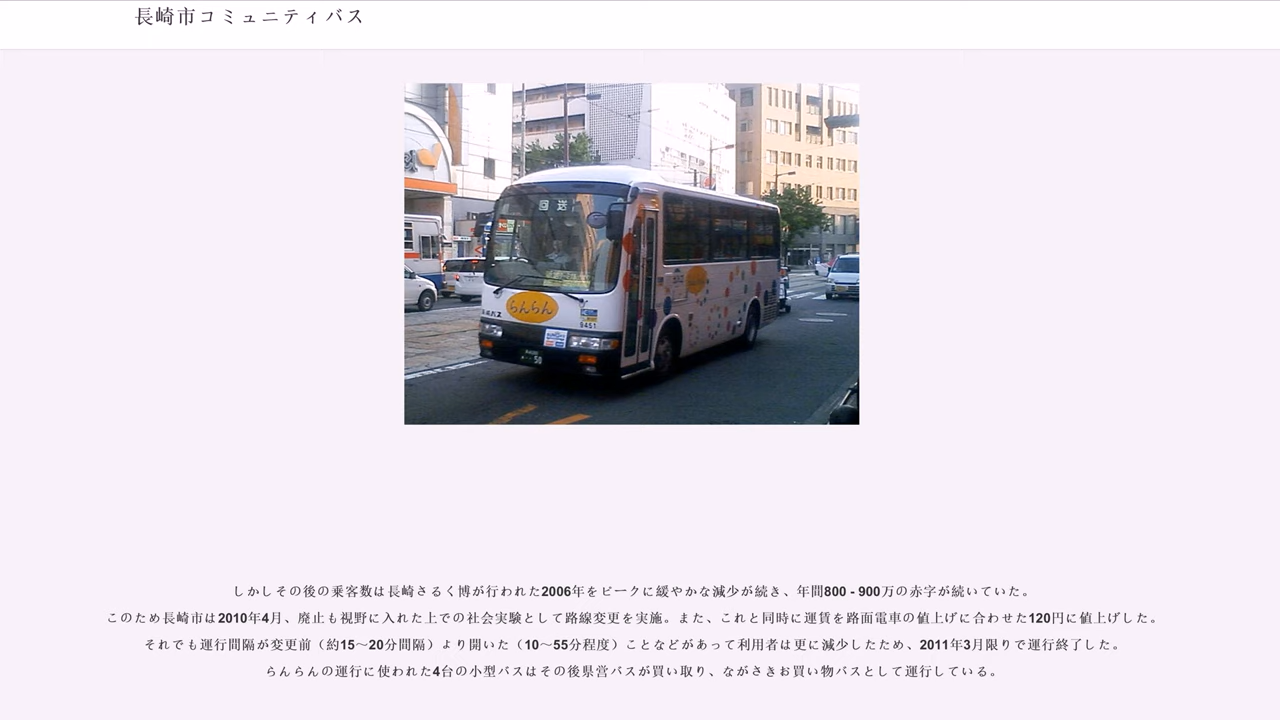 長崎市コミュニティバス
回送
らんらん
9451
50
しかしその後の乗客数は長崎さるく博が行われた2006年をピークに緩やかな減少が続き、年間800 - 900万の赤字が続いていた。
このため長崎市は2010年4月、廃止も視野に入れた上での社会実験として路線変更を実施。また、これと同時に運賃を路面電車の値上げに合わせた120円に値上げした。
それでも運行間隔が変更前（約15～20分間隔）より開いた（10～55分程度）ことなどがあって利用者は更に減少したため、2011年3月限りで運行終了した。
らんらんの運行に使われた4台の小型バスはその後県営バスが買い取り、ながさきお買い物バスとして運行している。